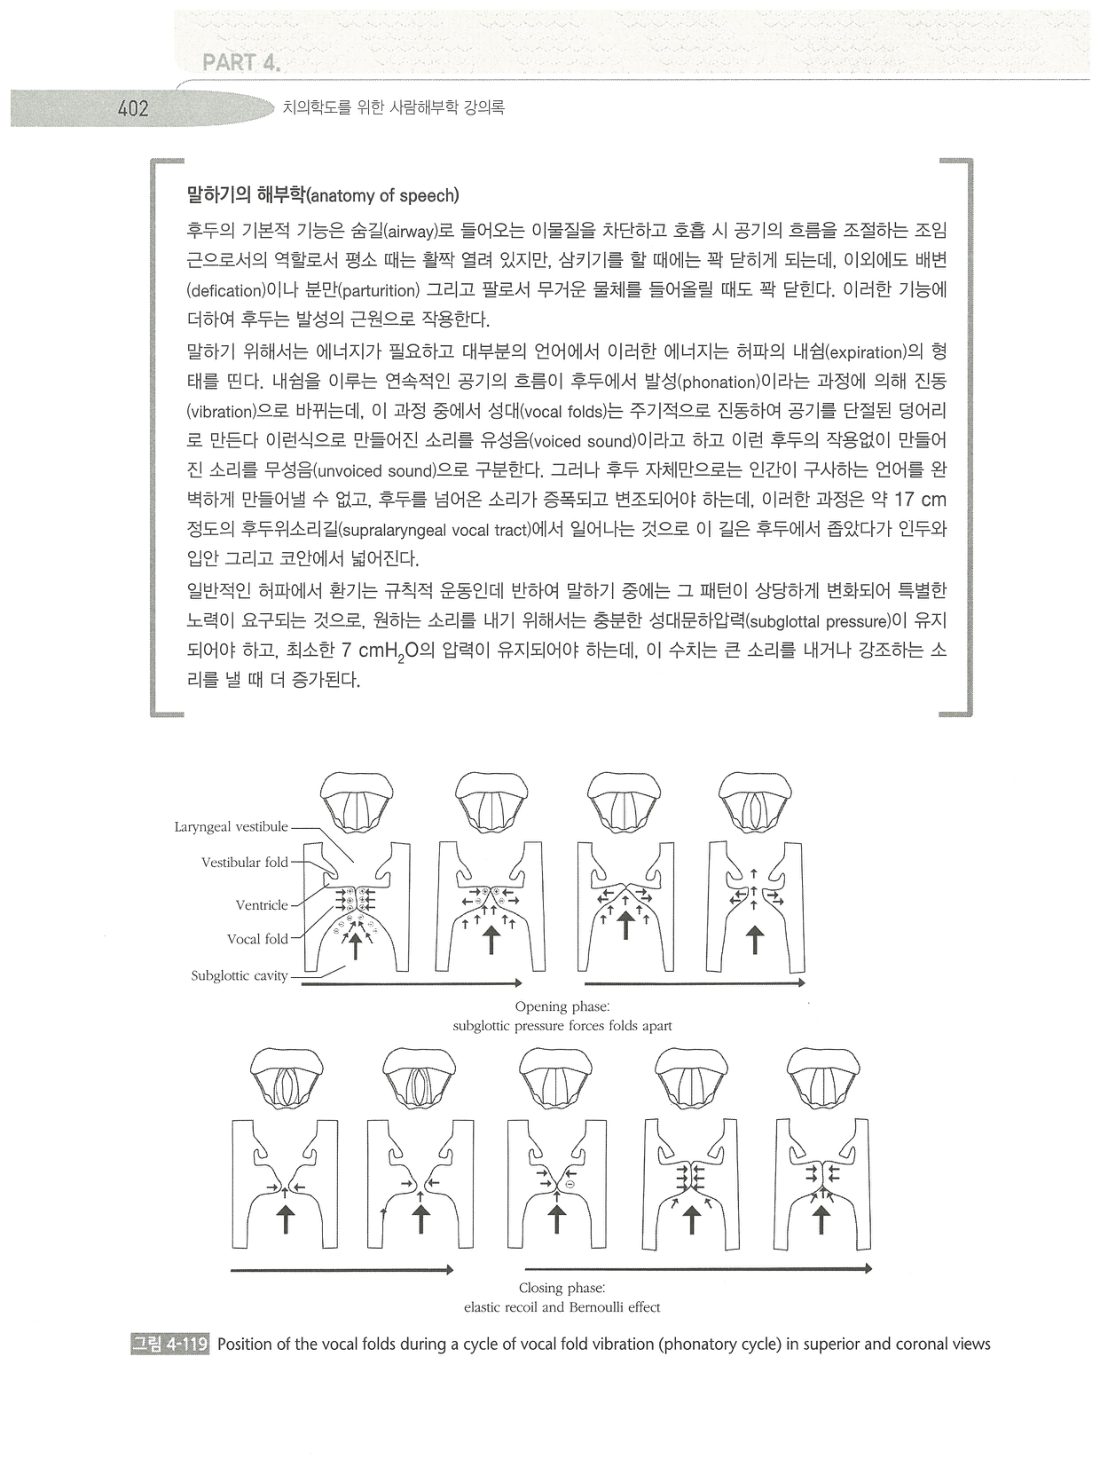 PART 4.
402
치의학도를 위한 사람해부학 강의록
말하기의 해부학(anatomy of speech)
후두의 기본적 기능은 숨길(airway)로 들어오는 이물질을 차단하고 호흡 시 공기의 흐름을 조절하는 조임
근으로서의 역할로서 평소 때는 활짝 열려 있지만, 삼키기를 할 때에는 꽉 닫히게 되는데, 이외에도 배변
(defication)이나 분만(parturition) 그리고 팔로서 무거운 물체를 들어올릴 때도 꽉 닫힌다. 이러한 기능에
더하여 후두는 발성의 근원으로 작용한다.
말하기 위해서는 에너지가 필요하고 대부분의 언어에서 이러한 에너지는 허파의 내쉼(expiration)의 형
태를 띤다. 내쉼을 이루는 연속적인 공기의 흐름이 후두에서 발성(phonation)이라는 과정에 의해 진동
(vibration)으로 바뀌는데, 이 과정 중에서 성대(vocal folds)는 주기적으로 진동하여 공기를 단절된 덩어리
로 만든다 이런식으로 만들어진 소리를 유성음(voiced sound)이라고 하고 이런 후두의 작용없이 만들어
진 소리를 무성음(unvoiced sound)으로 구분한다. 그러나 후두 자체만으로는 인간이 구사하는 언어를 완
벽하게 만들어낼 수 없고, 후두를 넘어온 소리가 증폭되고 변조되어야 하는데, 이러한 과정은 약 17 cm
정도의 후두위소리길(supralaryngeal vocal tract)에서 일어나는 것으로 이 길은 후두에서 좁았다가 인두와
입안 그리고 코안에서 넓어진다.
일반적인 허파에서 환기는 규칙적 운동인데 반하여 말하기 중에는 그 패턴이 상당하게 변화되어 특별한
노력이 요구되는 것으로, 원하는 소리를 내기 위해서는 충분한 성대문하압력(subglottal pressure)이 유지
되어야 하고, 최소한 7 cmH₂O의 압력이 유지되어야 하는데, 이 수치는 큰 소리를 내거나 강조하는 소
리를 낼 때 더 증가된다.
Laryngeal vestibule
Vestibular fold
Ventricle
Vocal fold
Subglottic cavity
Opening phase:
subglottic pressure forces folds apart
Closing phase:
elastic recoil and Bernoulli effect
그림 4-119 Position of the vocal folds during a cycle of vocal fold vibration (phonatory cycle) in superior and coronal views